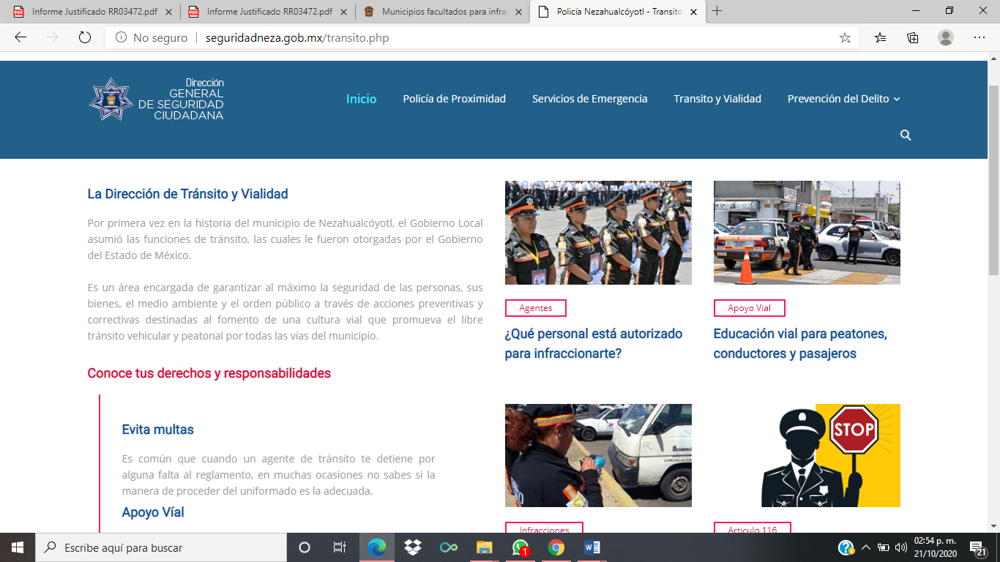 Informe Justificado RR03472.pdf
Informe Justificado RR03472.pdf
Municipios facultados para infrac
Policía Nezahualcóyotl - Transito
No seguro
seguridadneza.gob.mx/transito.php
Dirección
GENERAL
DE SEGURIDAD
CIUDADANA
Inicio
Policía de Proximidad
Servicios de Emergencia
Transito y Vialidad
Prevención del Delito
La Dirección de Tránsito y Vialidad
Por primera vez en la historia del municipio de Nezahualcóyotl, el Gobierno Local
asumió las funciones de tránsito, las cuales le fueron otorgadas por el Gobierno
del Estado de México.
Es un área encargada de garantizar al máximo la seguridad de las personas, sus
bienes, el medio ambiente y el orden público a través de acciones preventivas y
correctivas destinadas al fomento de una cultura vial que promueva el libre
tránsito vehicular y peatonal por todas las vías del municipio.
Conoce tus derechos y responsabilidades
Evita multas
Es común que cuando un agente de tránsito te detiene por
alguna falta al reglamento, en muchas ocasiones no sabes si la
manera de proceder del uniformado es la adecuada.
Apoyo Víal
Agentes
¿Qué personal está autorizado
para infraccionarte?
TRANSITO MUNICIPAL
Apoyo Vial
Educación vial para peatones,
conductores y pasajeros
Infracciones
STOP
Articulo 116
Escribe aquí para buscar
1
02:54 p. m.
21/10/2020
21